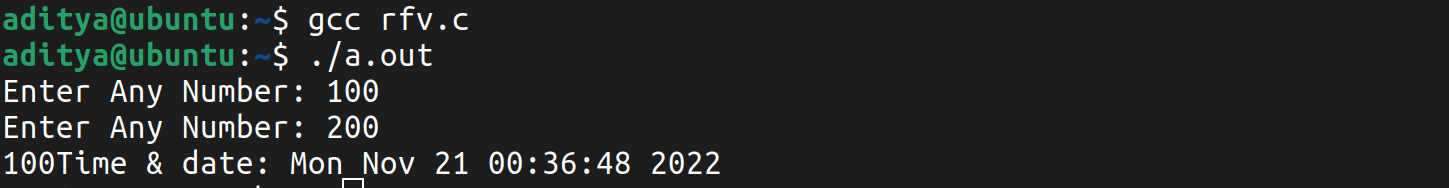 aditya@ubuntu:~$ gcc rfv.c
aditya@ubuntu:~$ ./a.out
Enter Any Number: 100
Enter Any Number: 200
100Time & date: Mon Nov 21 00:36:48 2022